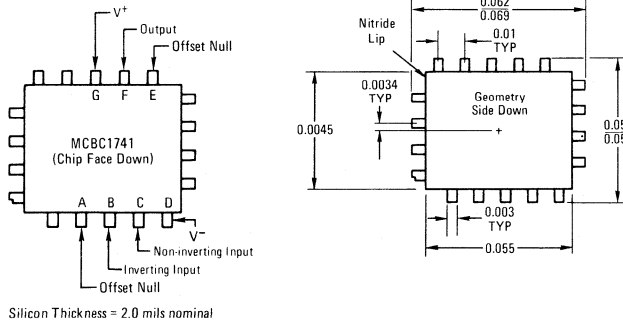 V+
Output
Offset Null
G F E
MCBC1741
(Chip Face Down)
A B C D
V−
Non-inverting Input
Inverting Input
Offset Null
Silicon Thickness = 2.0 mils nominal
0.062
0.069
Nitride
Lip
0.01
TYP
0.0034
TYP
Geometry
Side Down
+
0.0045
0.003
TYP
0.055